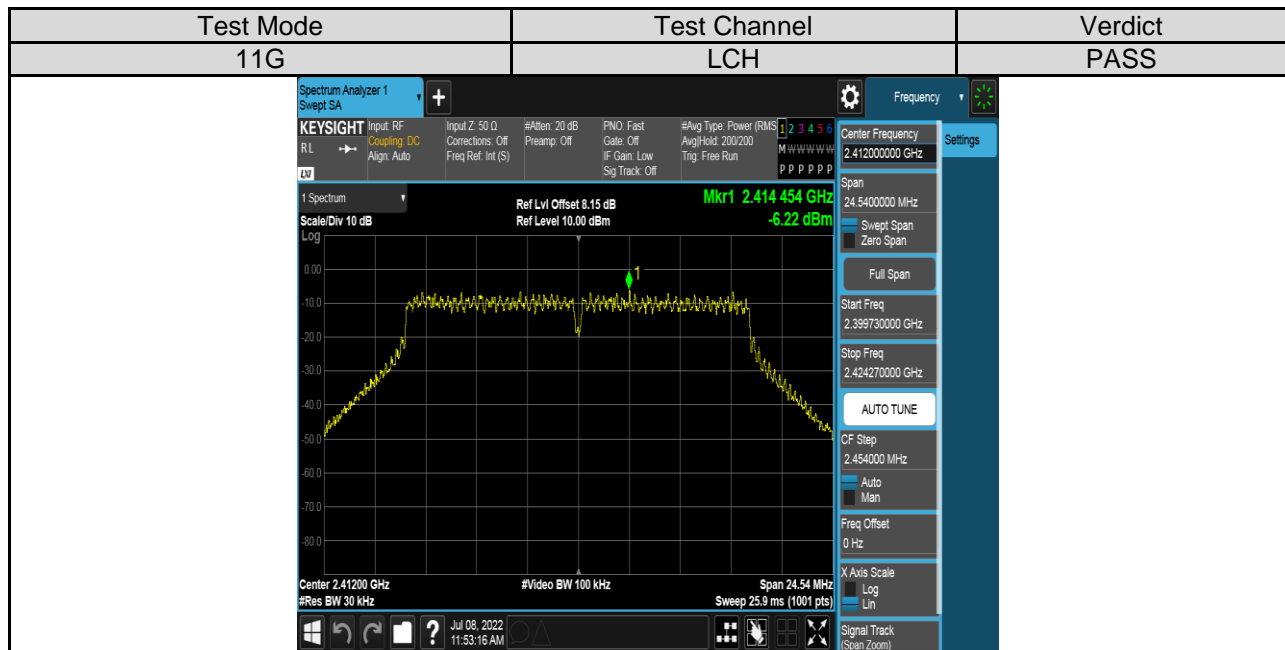 Test Mode Test Channel Verdict
11G LCH PASS
Spectrum Analyzer 1
Swept SA
+
Frequency
KEYSIGHT
RL
LXI
Input: RF
Coupling: DC
Align: Auto
Input Z: 50 Ω
Corrections: Off
Freq Ref: Int (S)
#Atten: 20 dB
Preamp: Off
PNO: Fast
Gate: Off
IF Gain: Low
Sig Track: Off
#Avg Type: Power (RMS
Avg|Hold: 200/200
Trig: Free Run
1 2 3 4 5 6
M W W W W W
P P P P P P
Settings
Center Frequency
2.412000000 GHz
Span
24.5400000 MHz
Swept Span
Zero Span
Full Span
Start Freq
2.399730000 GHz
Stop Freq
2.424270000 GHz
AUTO TUNE
CF Step
2.454000 MHz
Auto
Man
Freq Offset
0 Hz
X Axis Scale
Log
Lin
Signal Track
(Span Zoom)
1 Spectrum
Scale/Div 10 dB
Log
Ref Lvl Offset 8.15 dB
Ref Level 10.00 dBm
Mkr1 2.414 454 GHz
-6.22 dBm
1
0.00
-10.0
-20.0
-30.0
-40.0
-50.0
-60.0
-70.0
-80.0
Center 2.41200 GHz
#Res BW 30 kHz
#Video BW 100 kHz
Span 24.54 MHz
Sweep 25.9 ms (1001 pts)
?
Jul 08, 2022
11:53:16 AM